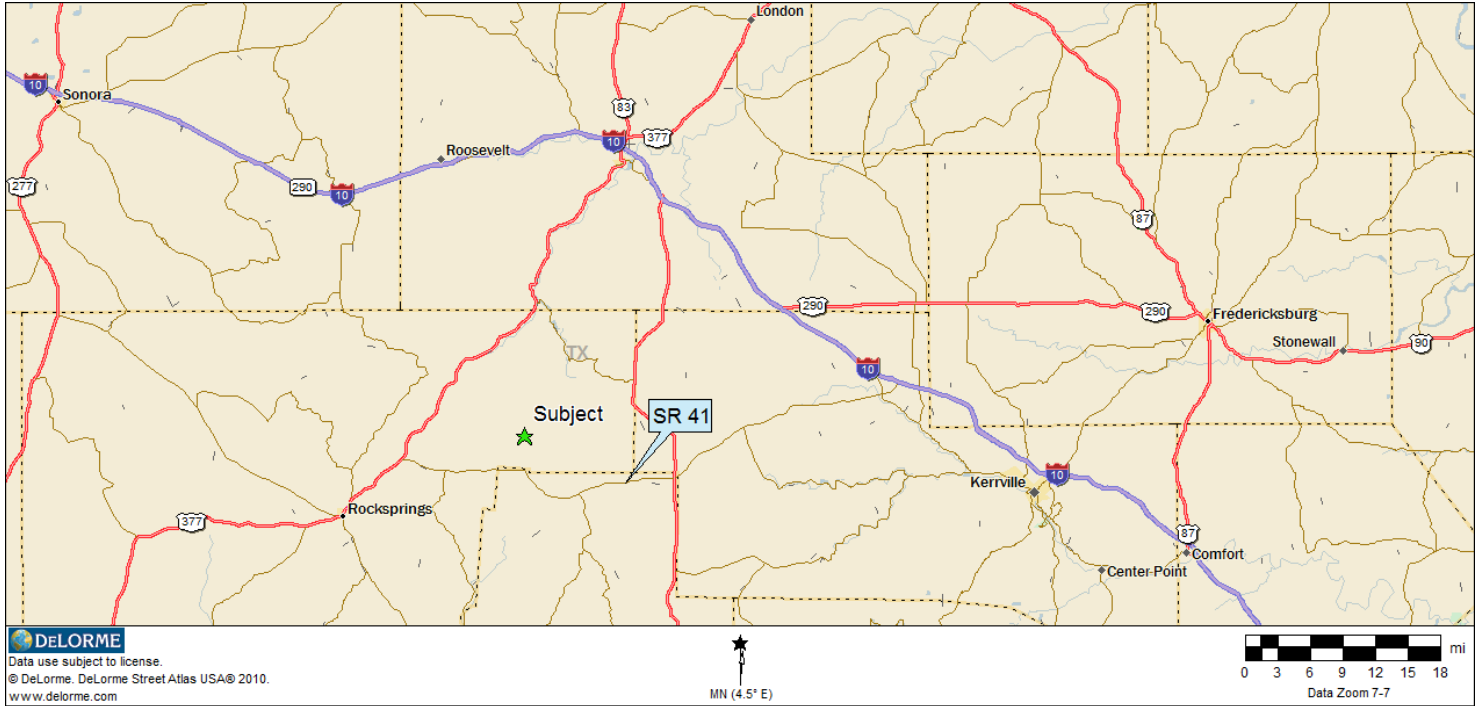 London
10
Sonora
83
377
10
Roosevelt
277
290
10
87
290
290
Fredericksburg
Stonewall
90
TX
10
Subject
SR 41
10
Kerrville
Rocksprings
377
87
Comfort
Center Point
DELORME
Data use subject to license.
© DeLorme. DeLorme Street Atlas USA® 2010.
www.delorme.com
MN (4.5° E)
mi
0 3 6 9 12 15 18
Data Zoom 7-7